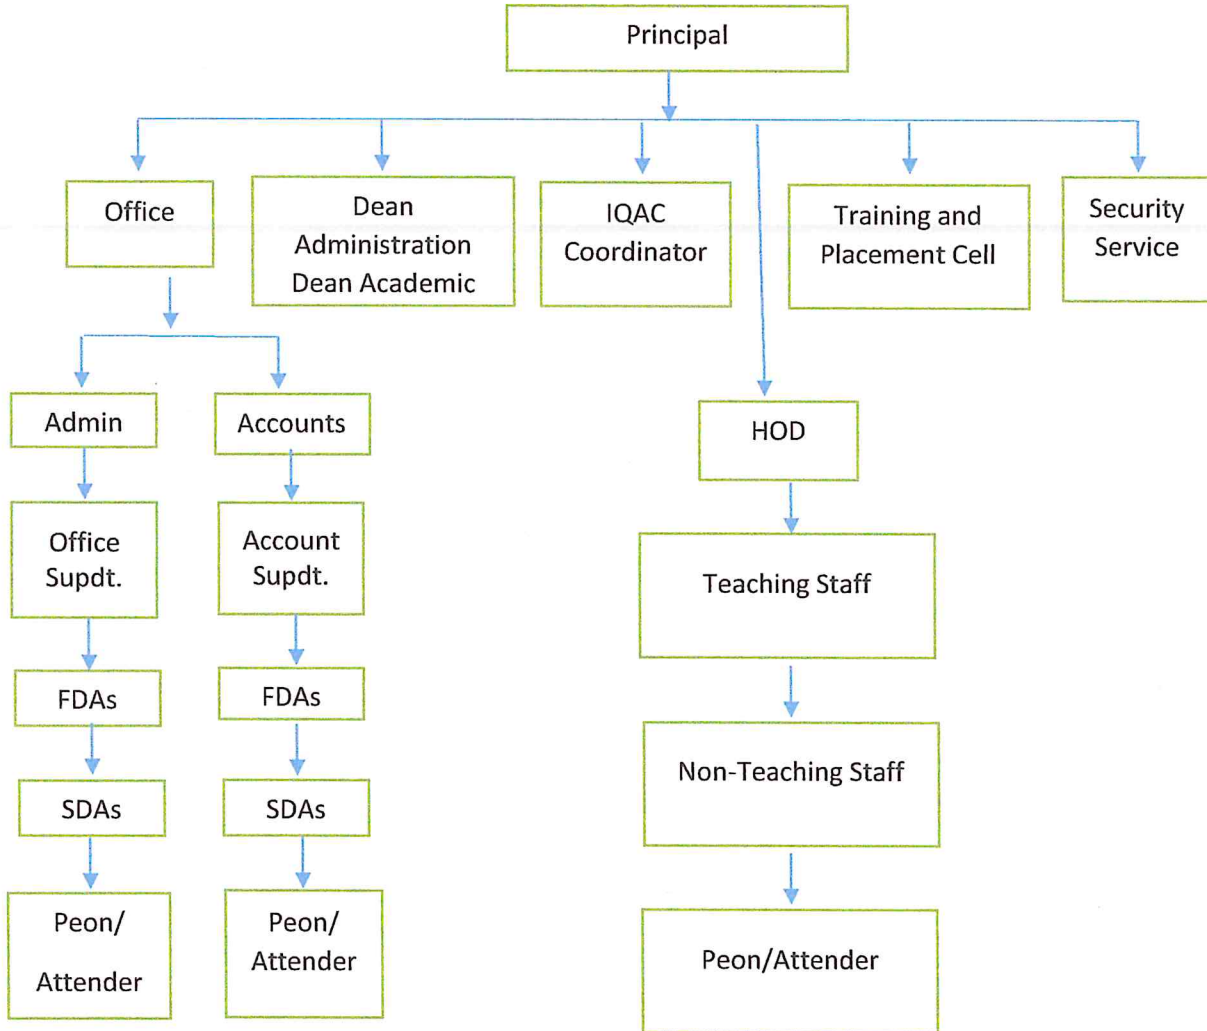 Principal
Office
Dean
Administration
Dean Academic
IQAC
Coordinator
Training and
Placement Cell
Security
Service
Admin
Accounts
HOD
Office
Supdt.
Account
Supdt.
Teaching Staff
FDAs
FDAs
Non-Teaching Staff
SDAs
SDAs
Peon/
Attender
Peon/
Attender
Peon/Attender